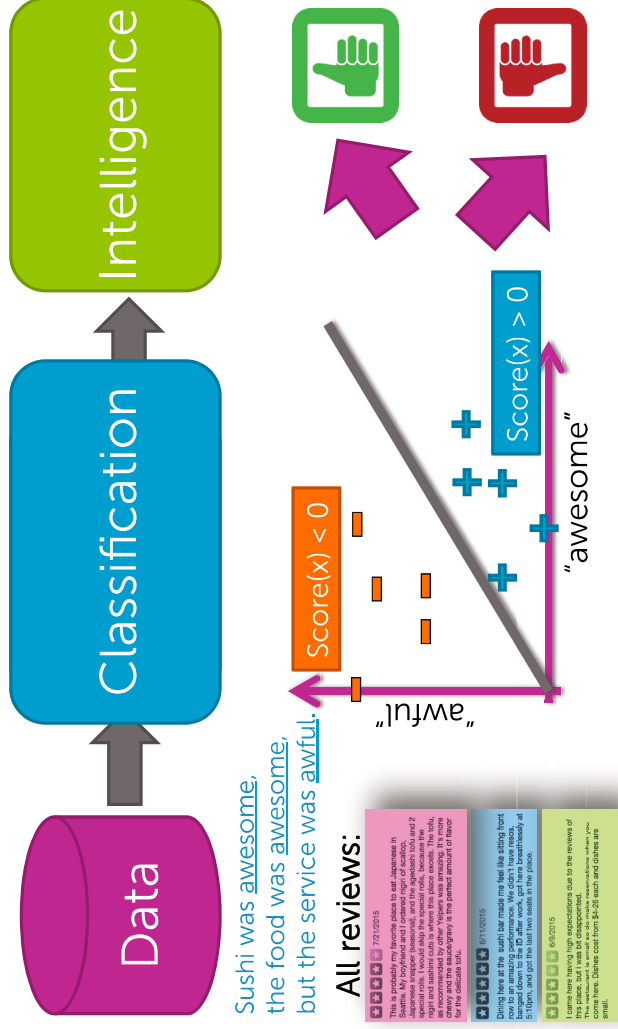 Data
Classification
Intelligence
Sushi was awesome,
the food was awesome,
but the service was awful.
All reviews:
7/21/2015
This is probably my favorite place to eat Japanese in
Seattle. My boyfriend and I ordered nigiri of scallop,
Japanese snapper (seasonal), and the agedashi tofu and 2
special rolls. I would skip the special rolls, because the
nigiri and sashimi cuts is where this place excels. The tofu,
as recommended by other Yelpers was amazing. It's more
chewy and the sauce/gravy is the perfect amount of flavor
for the delicate tofu.
6/11/2015
Dining here at the sushi bar made me feel like sitting front
row to an amazing performance. We didn't have resos,
banged down to the ID after work, got here breathlessly at
5:10pm, and got the last two seats in the place.
6/9/2015
I came here having high expectations due to the reviews of
this place, but I was bit disappointed.
The restaurant is small so do make reservations when you
come here. Dishes cost from $4-26 each and dishes are
small.
"awful"
Score(x) < 0
Score(x) > 0
"awesome"